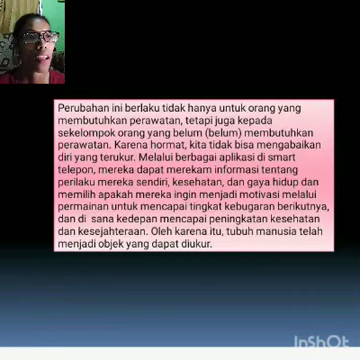 Perubahan ini berlaku tidak hanya untuk orang yang
membutuhkan perawatan, tetapi juga kepada
sekelompok orang yang belum (belum) membutuhkan
perawatan. Karena hormat, kita tidak bisa mengabaikan
diri yang terukur. Melalui berbagai aplikasi di smart
telepon, mereka dapat merekam informasi tentang
perilaku mereka sendiri, kesehatan, dan gaya hidup dan
memilih apakah mereka ingin menjadi motivasi melalui
permainan untuk mencapai tingkat kebugaran berikutnya,
dan di sana kedepan mencapai peningkatan kesehatan
dan kesejahteraan. Oleh karena itu, tubuh manusia telah
menjadi objek yang dapat diukur.
InShOt